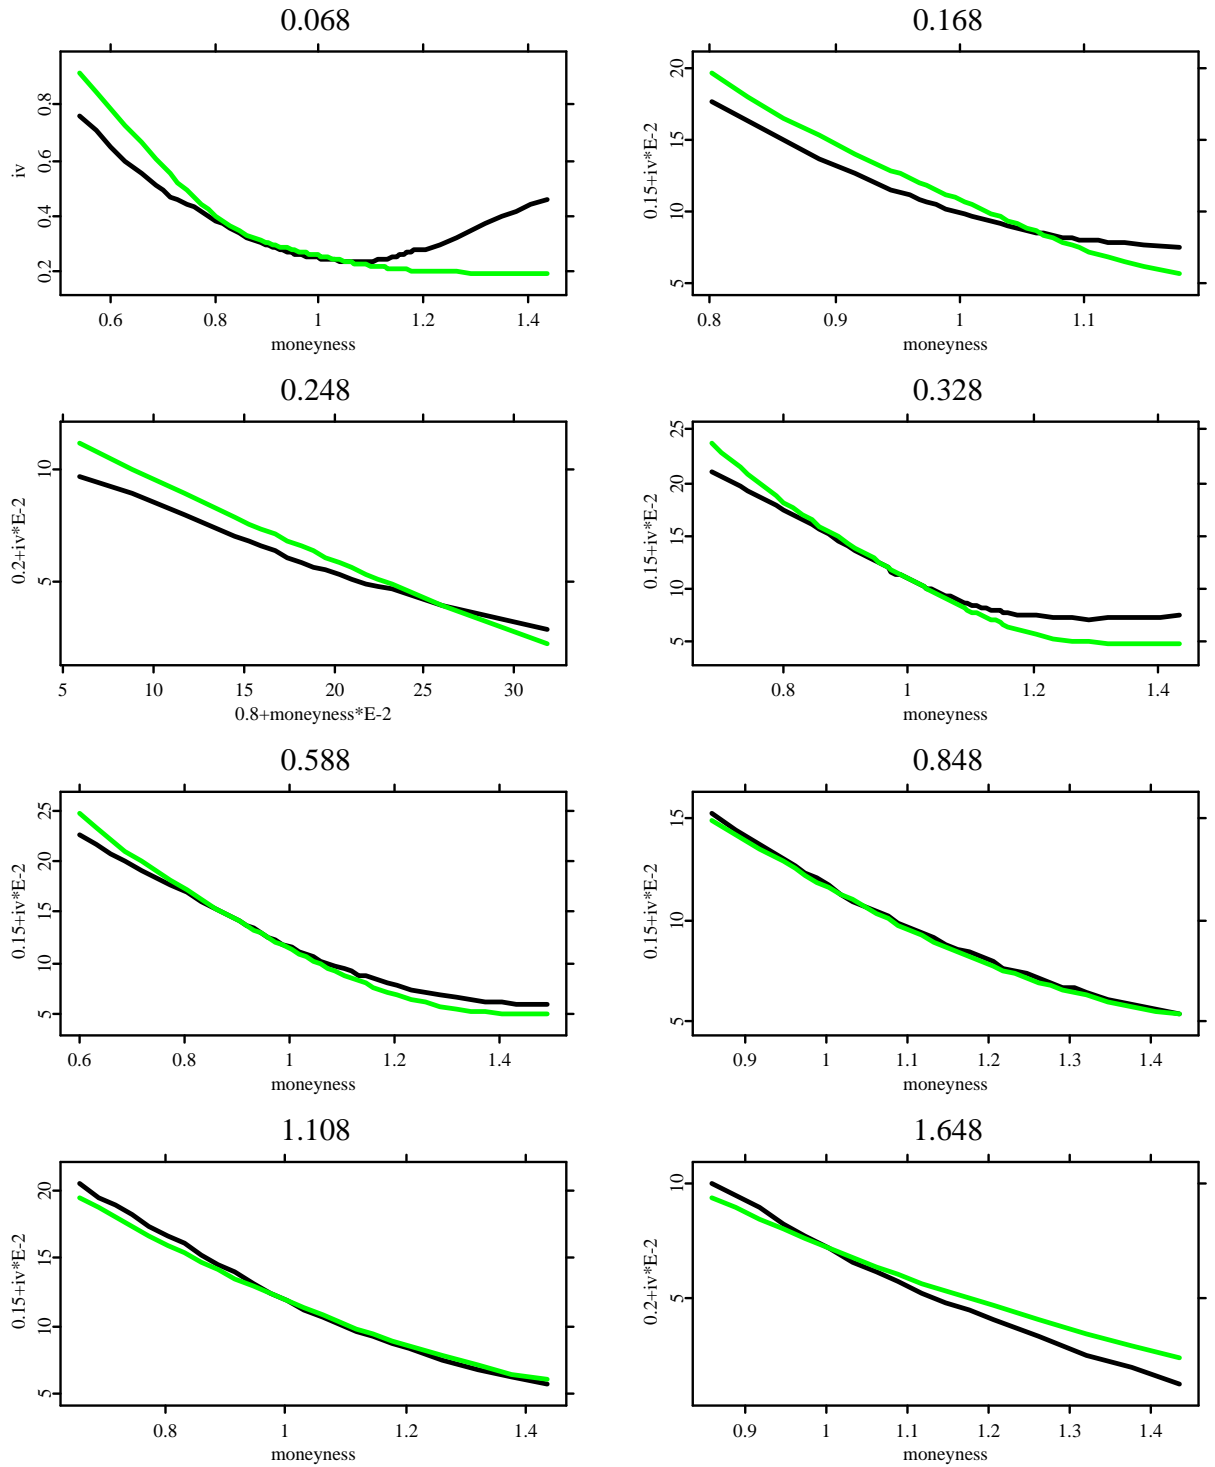 0.068
iv
0.2 0.4 0.6 0.8
0.6 0.8 1 1.2 1.4
moneyness
0.168
0.15+iv*E-2
5 10 15 20
0.8 0.9 1 1.1
moneyness
0.248
0.2+iv*E-2
5 10
5 10 15 20 25 30
0.8+moneyness*E-2
0.328
0.15+iv*E-2
5 10 15 20 25
0.8 1 1.2 1.4
moneyness
0.588
0.15+iv*E-2
5 10 15 20 25
0.6 0.8 1 1.2 1.4
moneyness
0.848
0.15+iv*E-2
5 10 15
0.9 1 1.1 1.2 1.3 1.4
moneyness
1.108
0.15+iv*E-2
5 10 15 20
0.8 1 1.2 1.4
moneyness
1.648
0.2+iv*E-2
5 10
0.9 1 1.1 1.2 1.3 1.4
moneyness